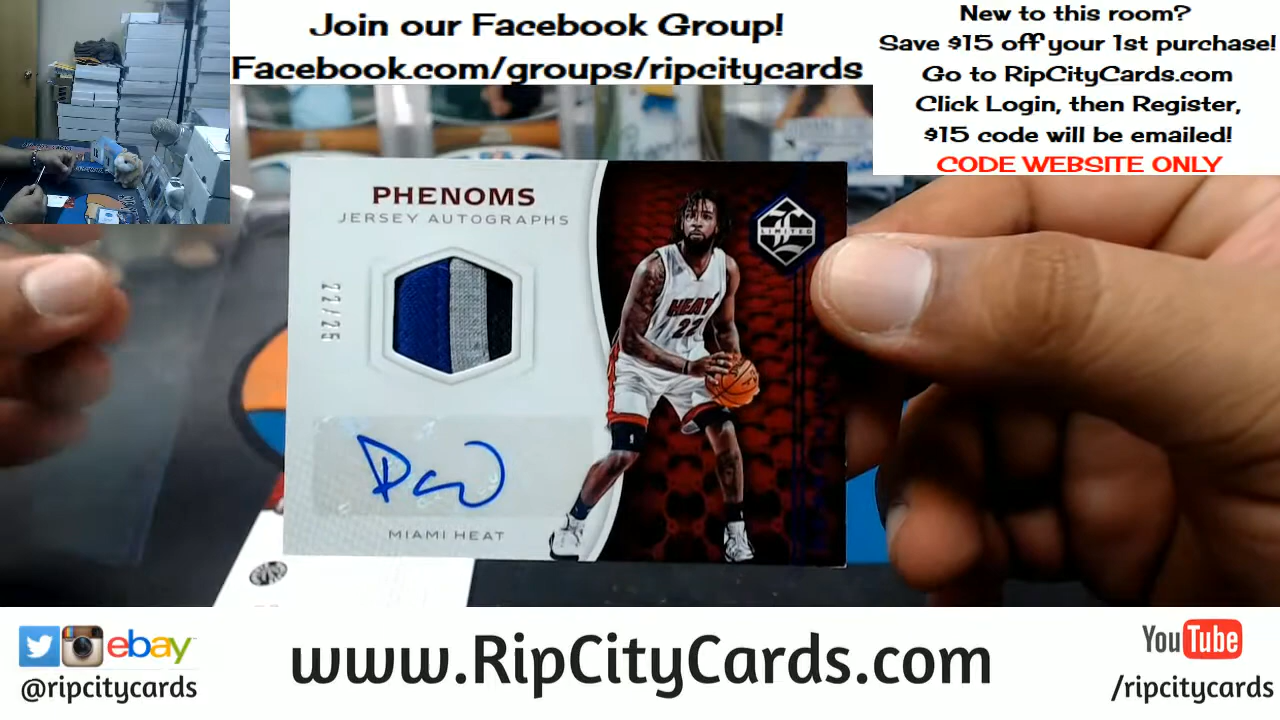 Join our Facebook Group!
Facebook.com/groups/ripcitycards
New to this room?
Save $15 off your 1st purchase!
Go to RipCityCards.com
Click Login, then Register,
$15 code will be emailed!
CODE WEBSITE ONLY
PHENOMS
JERSEY AUTOGRAPHS
LIMITED
22/25
HEAT
22
MIAMI HEAT
ebay
@ripcitycards
www.RipCityCards.com
YouTube
/ripcitycards